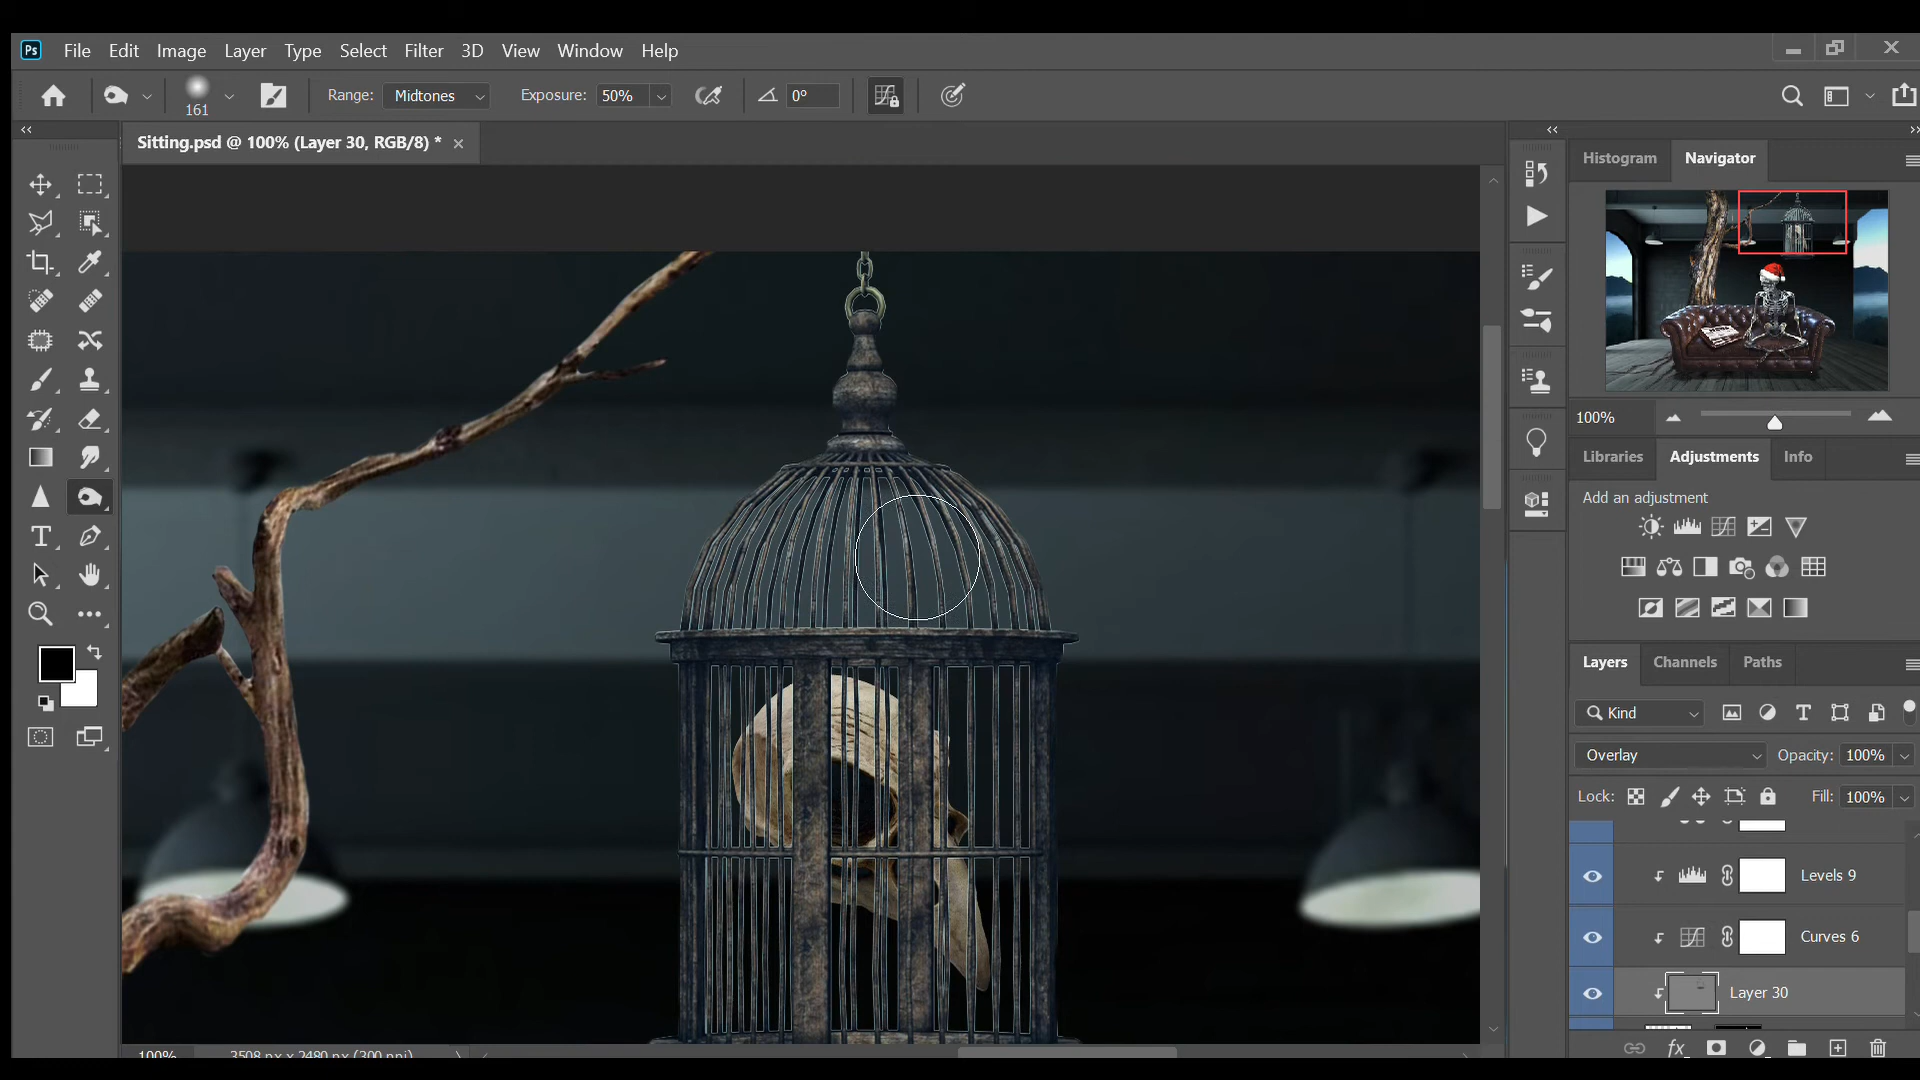 Ps File Edit Image Layer Type Select Filter 3D View Window Help
161 Range: Midtones Exposure: 50% 0°
Sitting.psd @ 100% (Layer 30, RGB/8) *
Histogram Navigator
100%
Libraries Adjustments Info
Add an adjustment
Layers Channels Paths
Kind
Overlay Opacity: 100%
Lock: Fill: 100%
Levels 9
Curves 6
Layer 30
100% 3508 px x 2480 px (300 ppi)